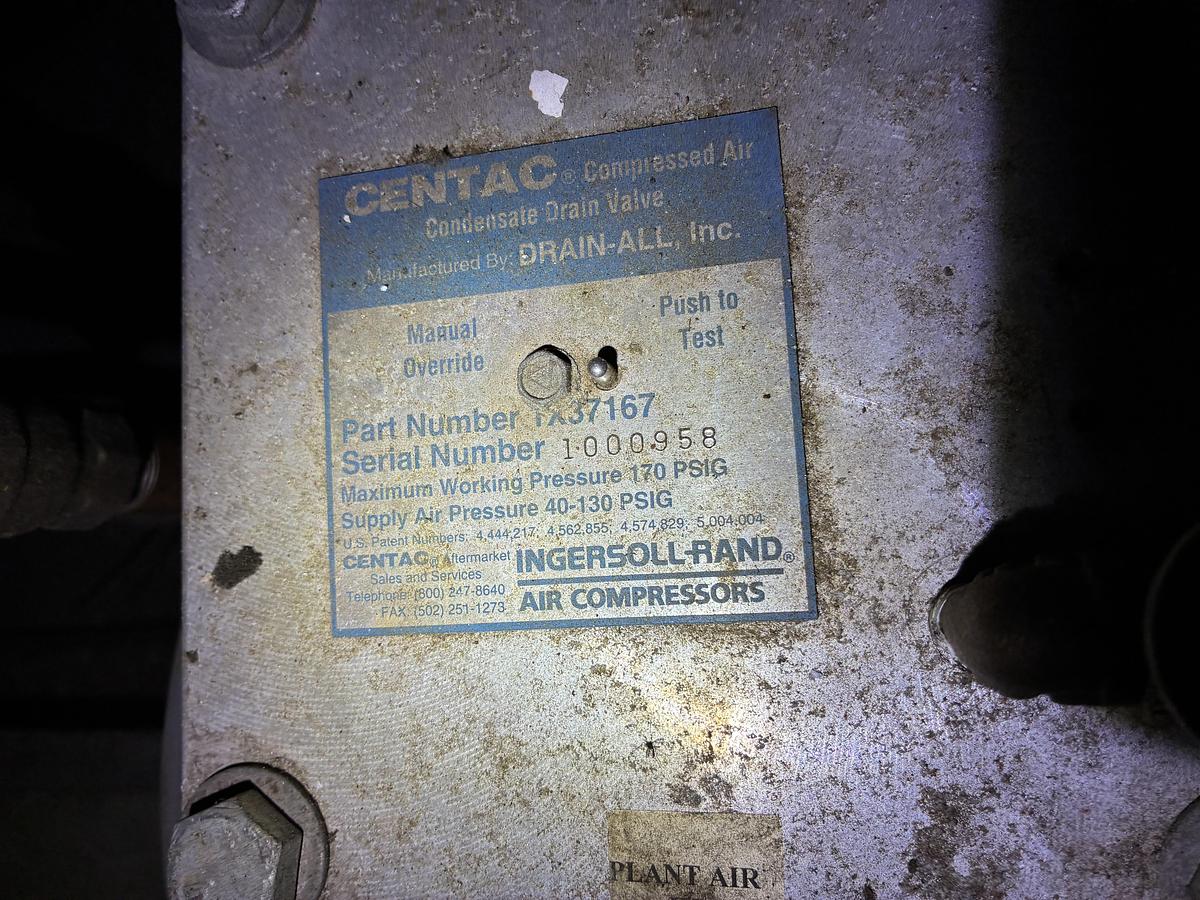 CENTAC® Compressed Air
Condensate Drain Valve
Manufactured By: DRAIN-ALL, Inc.
Manual
Override
Push to
Test
Part Number 1X37167
Serial Number 1000958
Maximum Working Pressure 170 PSIG
Supply Air Pressure 40-130 PSIG
U.S. Patent Numbers: 4,444,217; 4,562,855; 4,574,829; 5,004,004
CENTAC® Aftermarket
Sales and Services
Telephone: (800) 247-8640
FAX: (502) 251-1273
INGERSOLL-RAND®
AIR COMPRESSORS
PLANT AIR